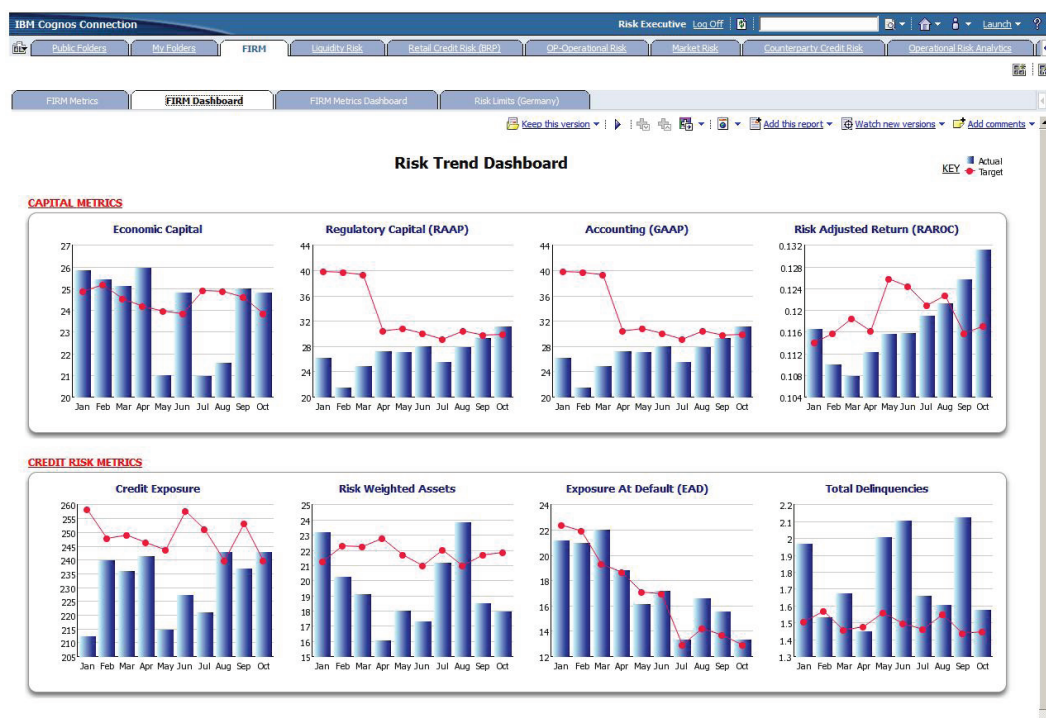 IBM Cognos Connection Risk Executive Log Off Launch ?
Public Folders My Folders FIRM Liquidity Risk Retail Credit Risk (BRP) OP-Operational Risk Market Risk Counterparty Credit Risk Operational Risk Analytics
FIRM Metrics FIRM Dashboard FIRM Metrics Dashboard Risk Limits (Germany)
Keep this version Add this report Watch new versions Add comments
Risk Trend Dashboard
KEY Actual
Target
CAPITAL METRICS
Economic Capital
27
26
25
24
23
22
21
20
Jan Feb Mar Apr May Jun Jul Aug Sep Oct
Regulatory Capital (RAAP)
44
40
36
32
28
24
20
Jan Feb Mar Apr May Jun Jul Aug Sep Oct
Accounting (GAAP)
44
40
36
32
28
24
20
Jan Feb Mar Apr May Jun Jul Aug Sep Oct
Risk Adjusted Return (RAROC)
0.132
0.128
0.124
0.12
0.116
0.112
0.108
0.104
Jan Feb Mar Apr May Jun Jul Aug Sep Oct
CREDIT RISK METRICS
Credit Exposure
260
255
250
245
240
235
230
225
220
215
210
205
Jan Feb Mar Apr May Jun Jul Aug Sep Oct
Risk Weighted Assets
25
24
23
22
21
20
19
18
17
16
15
Jan Feb Mar Apr May Jun Jul Aug Sep Oct
Exposure At Default (EAD)
24
22
20
18
16
14
12
Jan Feb Mar Apr May Jun Jul Aug Sep Oct
Total Delinquencies
2.2
2.1
2
1.9
1.8
1.7
1.6
1.5
1.4
1.3
Jan Feb Mar Apr May Jun Jul Aug Sep Oct